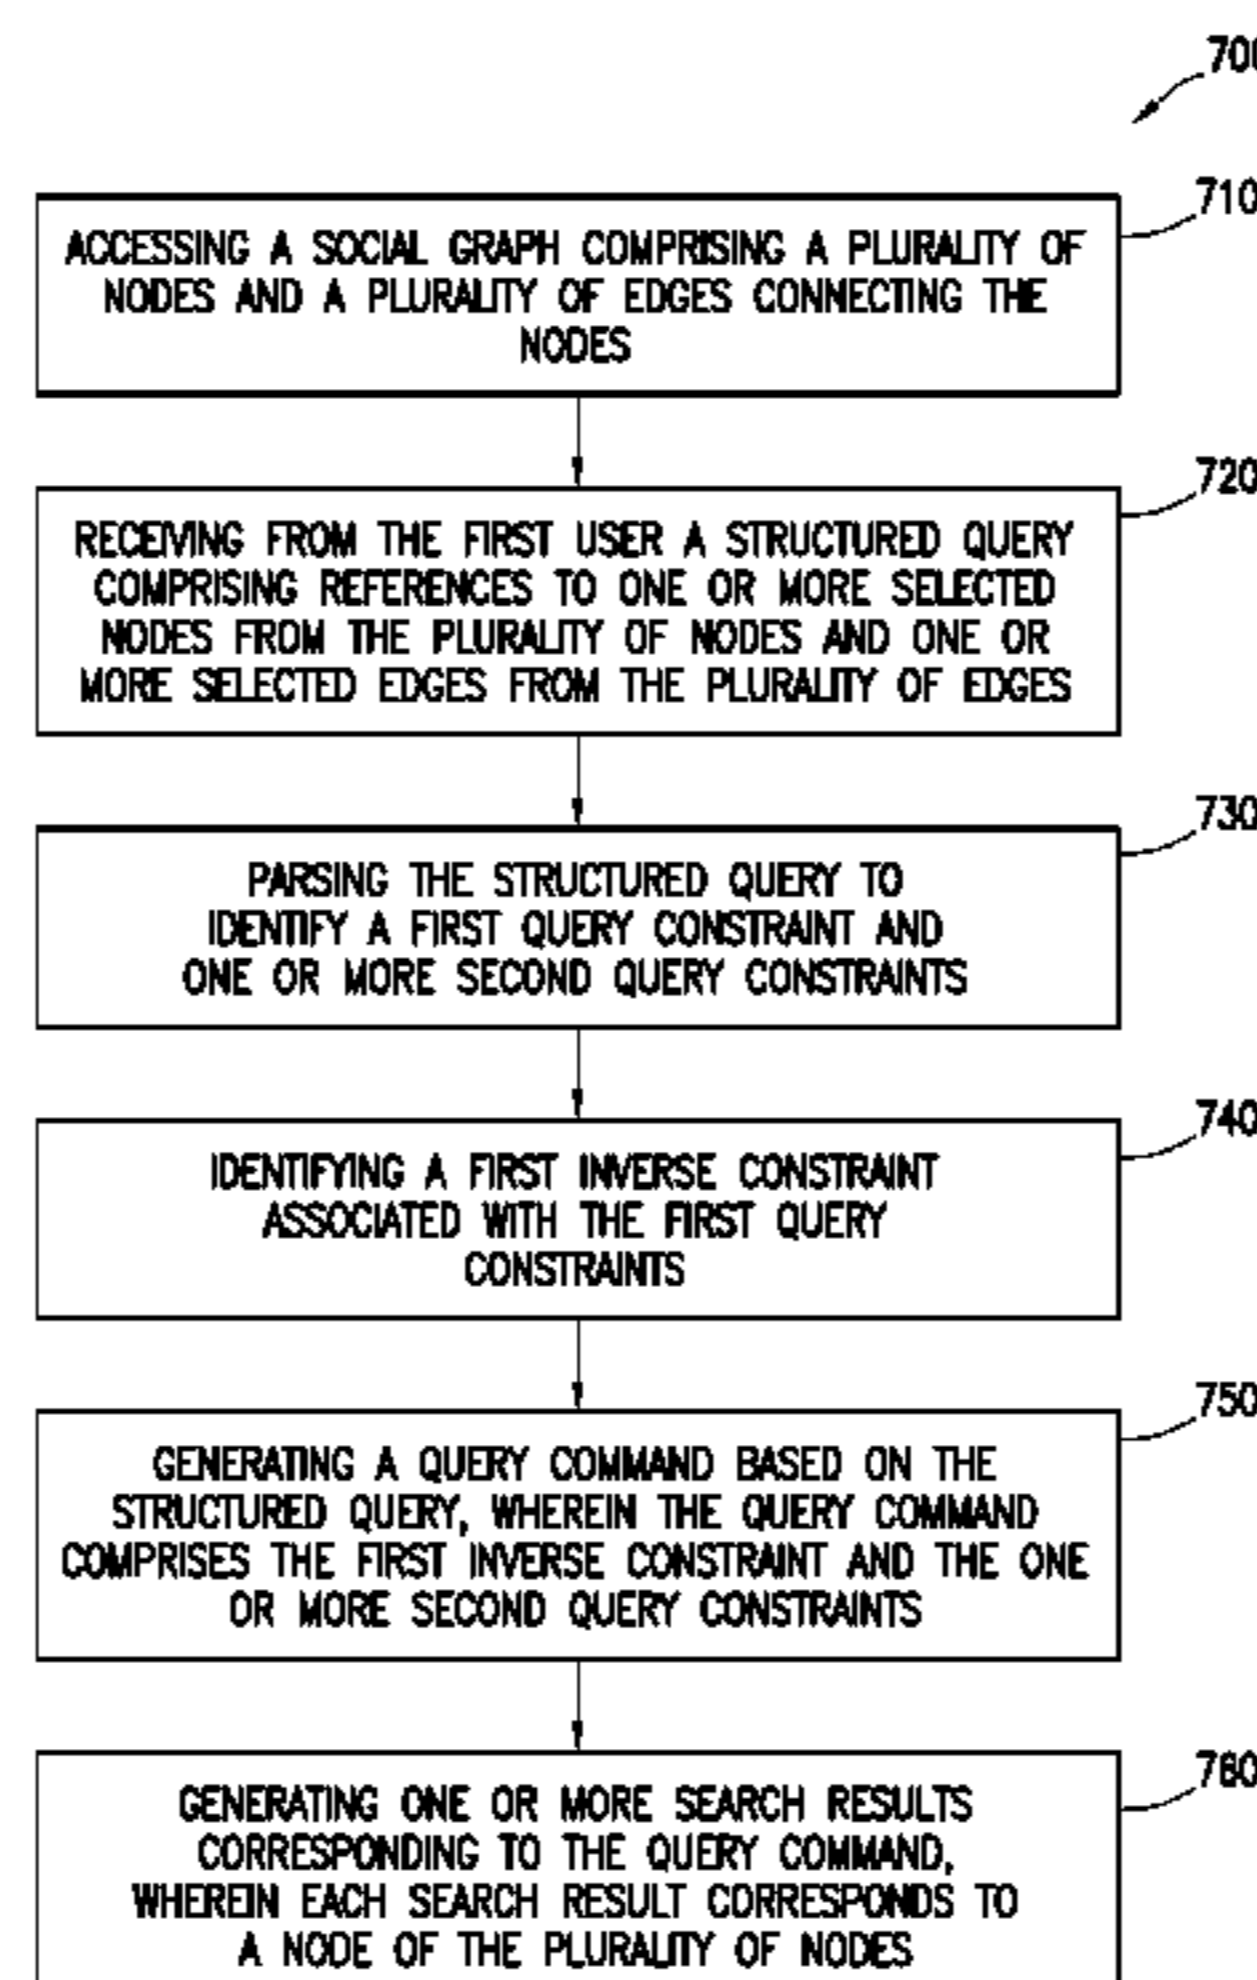 700
710
ACCESSING A SOCIAL GRAPH COMPRISING A PLURALITY OF
NODES AND A PLURALITY OF EDGES CONNECTING THE
NODES
720
RECEIVING FROM THE FIRST USER A STRUCTURED QUERY
COMPRISING REFERENCES TO ONE OR MORE SELECTED
NODES FROM THE PLURALITY OF NODES AND ONE OR
MORE SELECTED EDGES FROM THE PLURALITY OF EDGES
730
PARSING THE STRUCTURED QUERY TO
IDENTIFY A FIRST QUERY CONSTRAINT AND
ONE OR MORE SECOND QUERY CONSTRAINTS
740
IDENTIFYING A FIRST INVERSE CONSTRAINT
ASSOCIATED WITH THE FIRST QUERY
CONSTRAINTS
750
GENERATING A QUERY COMMAND BASED ON THE
STRUCTURED QUERY, WHEREIN THE QUERY COMMAND
COMPRISES THE FIRST INVERSE CONSTRAINT AND THE ONE
OR MORE SECOND QUERY CONSTRAINTS
760
GENERATING ONE OR MORE SEARCH RESULTS
CORRESPONDING TO THE QUERY COMMAND,
WHEREIN EACH SEARCH RESULT CORRESPONDS TO
A NODE OF THE PLURALITY OF NODES